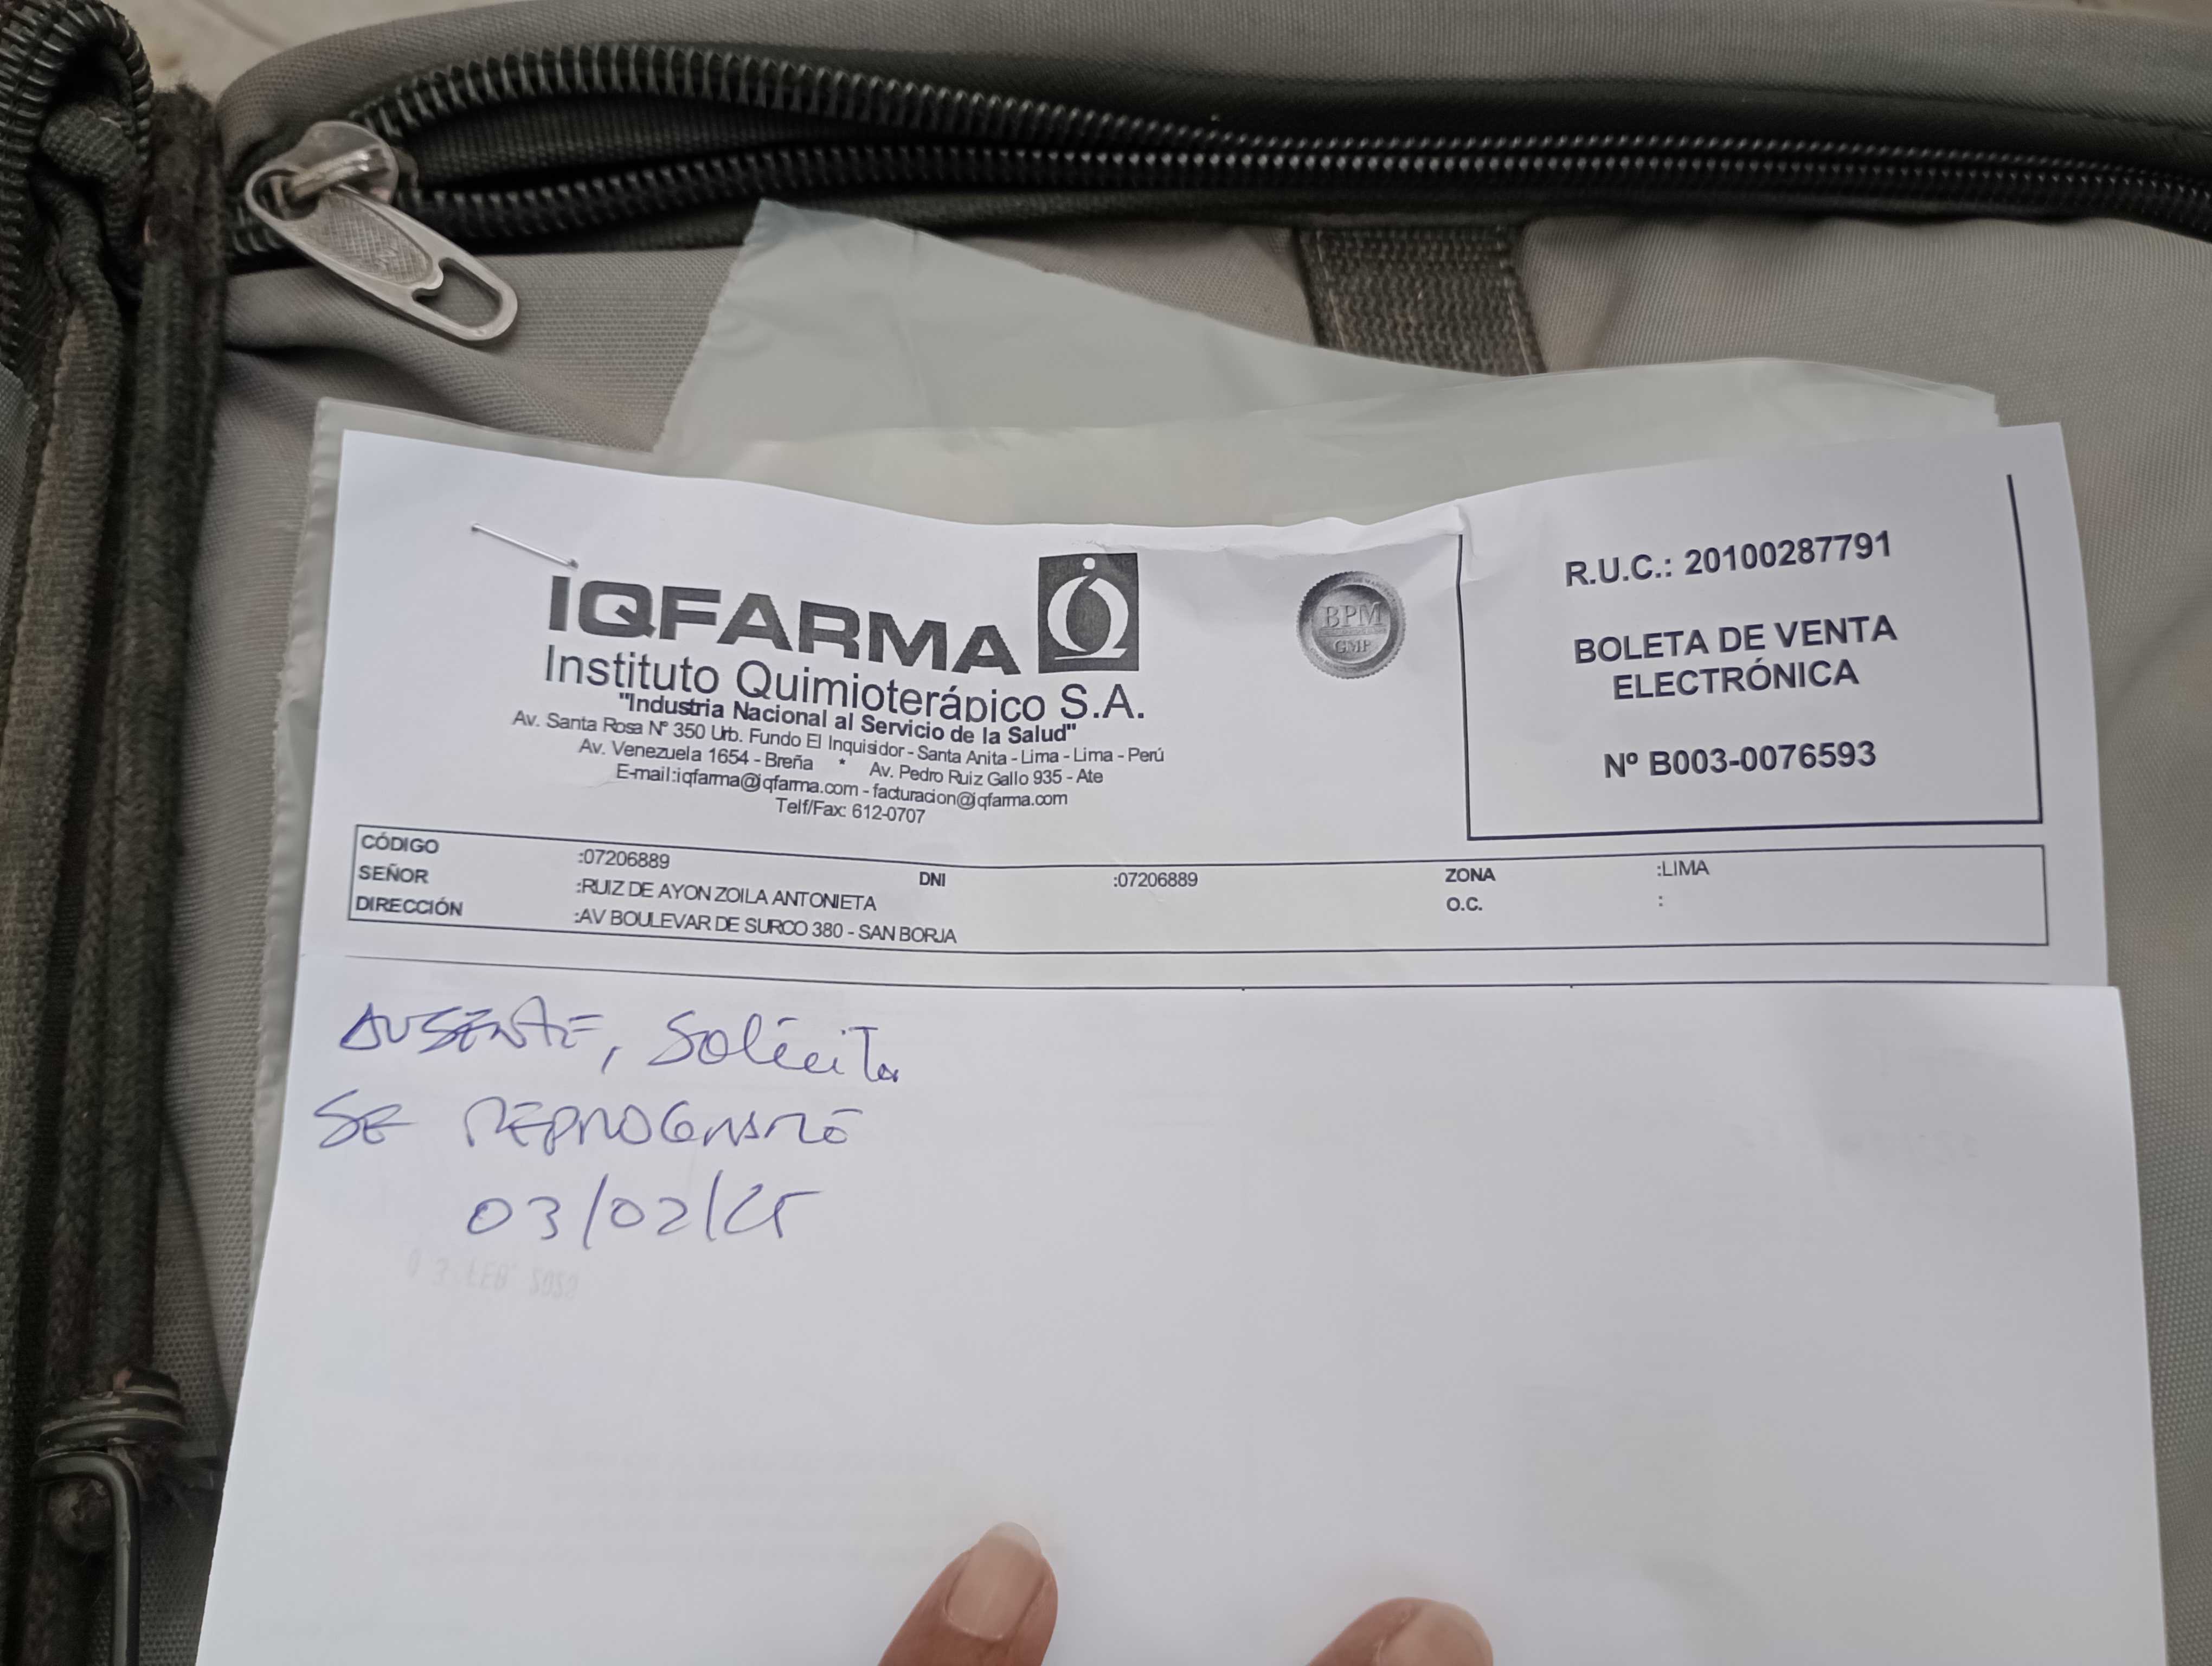 IQFARMA
Instituto Quimioterápico S.A.
"Industria Nacional al Servicio de la Salud"
Av. Santa Rosa Nº 350 Urb. Fundo El Inquisidor - Santa Anita - Lima - Lima - Perú
Av. Venezuela 1654 - Breña * Av. Pedro Ruiz Gallo 935 - Ate
E-mail:iqfarma@iqfarma.com - facturacion@iqfarma.com
Telf/Fax: 612-0707
BPM
GMP
R.U.C.: 20100287791
BOLETA DE VENTA
ELECTRÓNICA
Nº B003-0076593
CÓDIGO :07206889 DNI :07206889 ZONA :LIMA
SEÑOR :RUIZ DE AYON ZOILA ANTONIETA O.C. :
DIRECCIÓN :AV BOULEVAR DE SURCO 380 - SAN BORJA
AUSENTE, Solicita
SE REPROGRAME
03/02/25